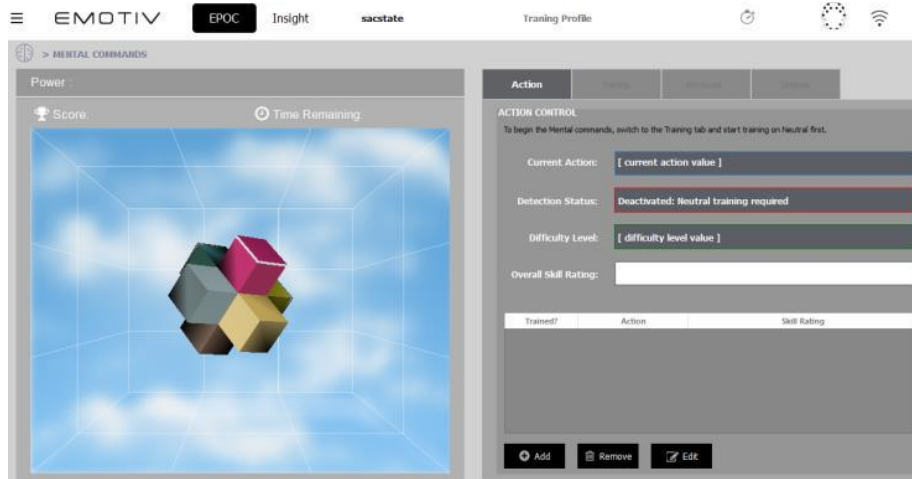 EMOTIV
EPOC
Insight
sacstate
Traning Profile
> MENTAL COMMANDS
Power :
Score:
Time Remaining:
Action
ACTION CONTROL
To begin the Mental commands, switch to the Training tab and start training on Neutral first.
Current Action: [ current action value ]
Detection Status: Deactivated: Neutral training required
Difficulty Level: [ difficulty level value ]
Overall Skill Rating:
Trained? Action Skill Rating
Add Remove Edit